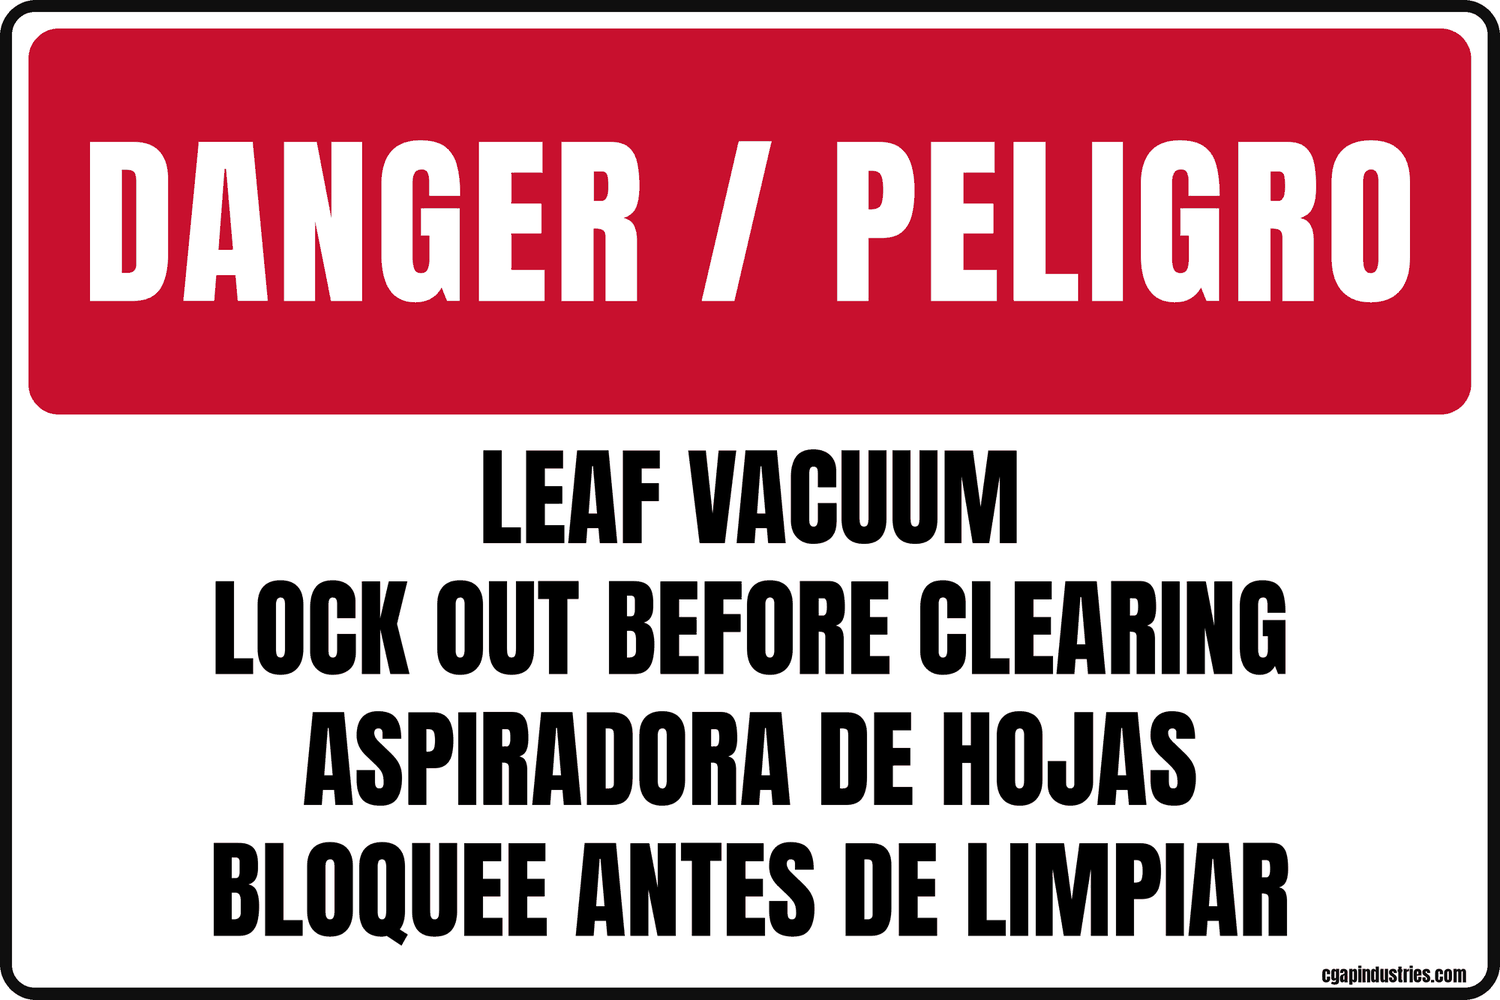 DANGER / PELIGRO
LEAF VACUUM
LOCK OUT BEFORE CLEARING
ASPIRADORA DE HOJAS
BLOQUEE ANTES DE LIMPIAR
cgapindustries.com